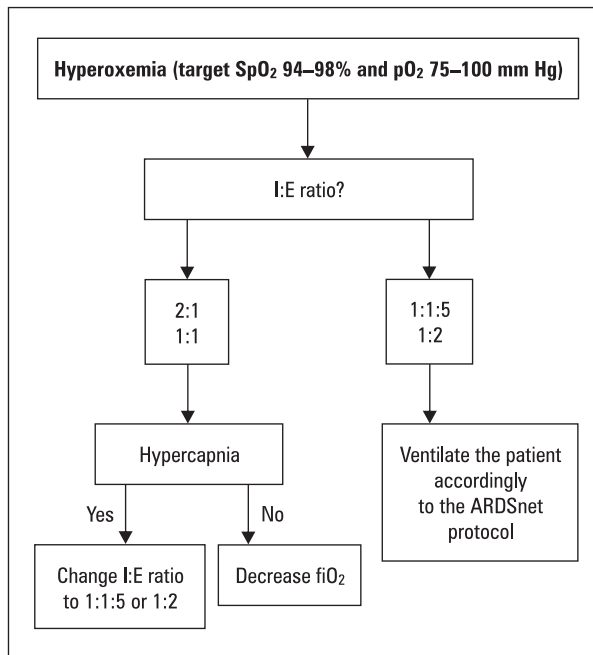 Hyperoxemia (target SpO₂ 94–98% and pO₂ 75–100 mm Hg)
I:E ratio?
2:1
1:1
1:1:5
1:2
Hypercapnia
Ventilate the patient
accordingly
to the ARDSnet
protocol
Yes
No
Change I:E ratio
to 1:1:5 or 1:2
Decrease fiO₂